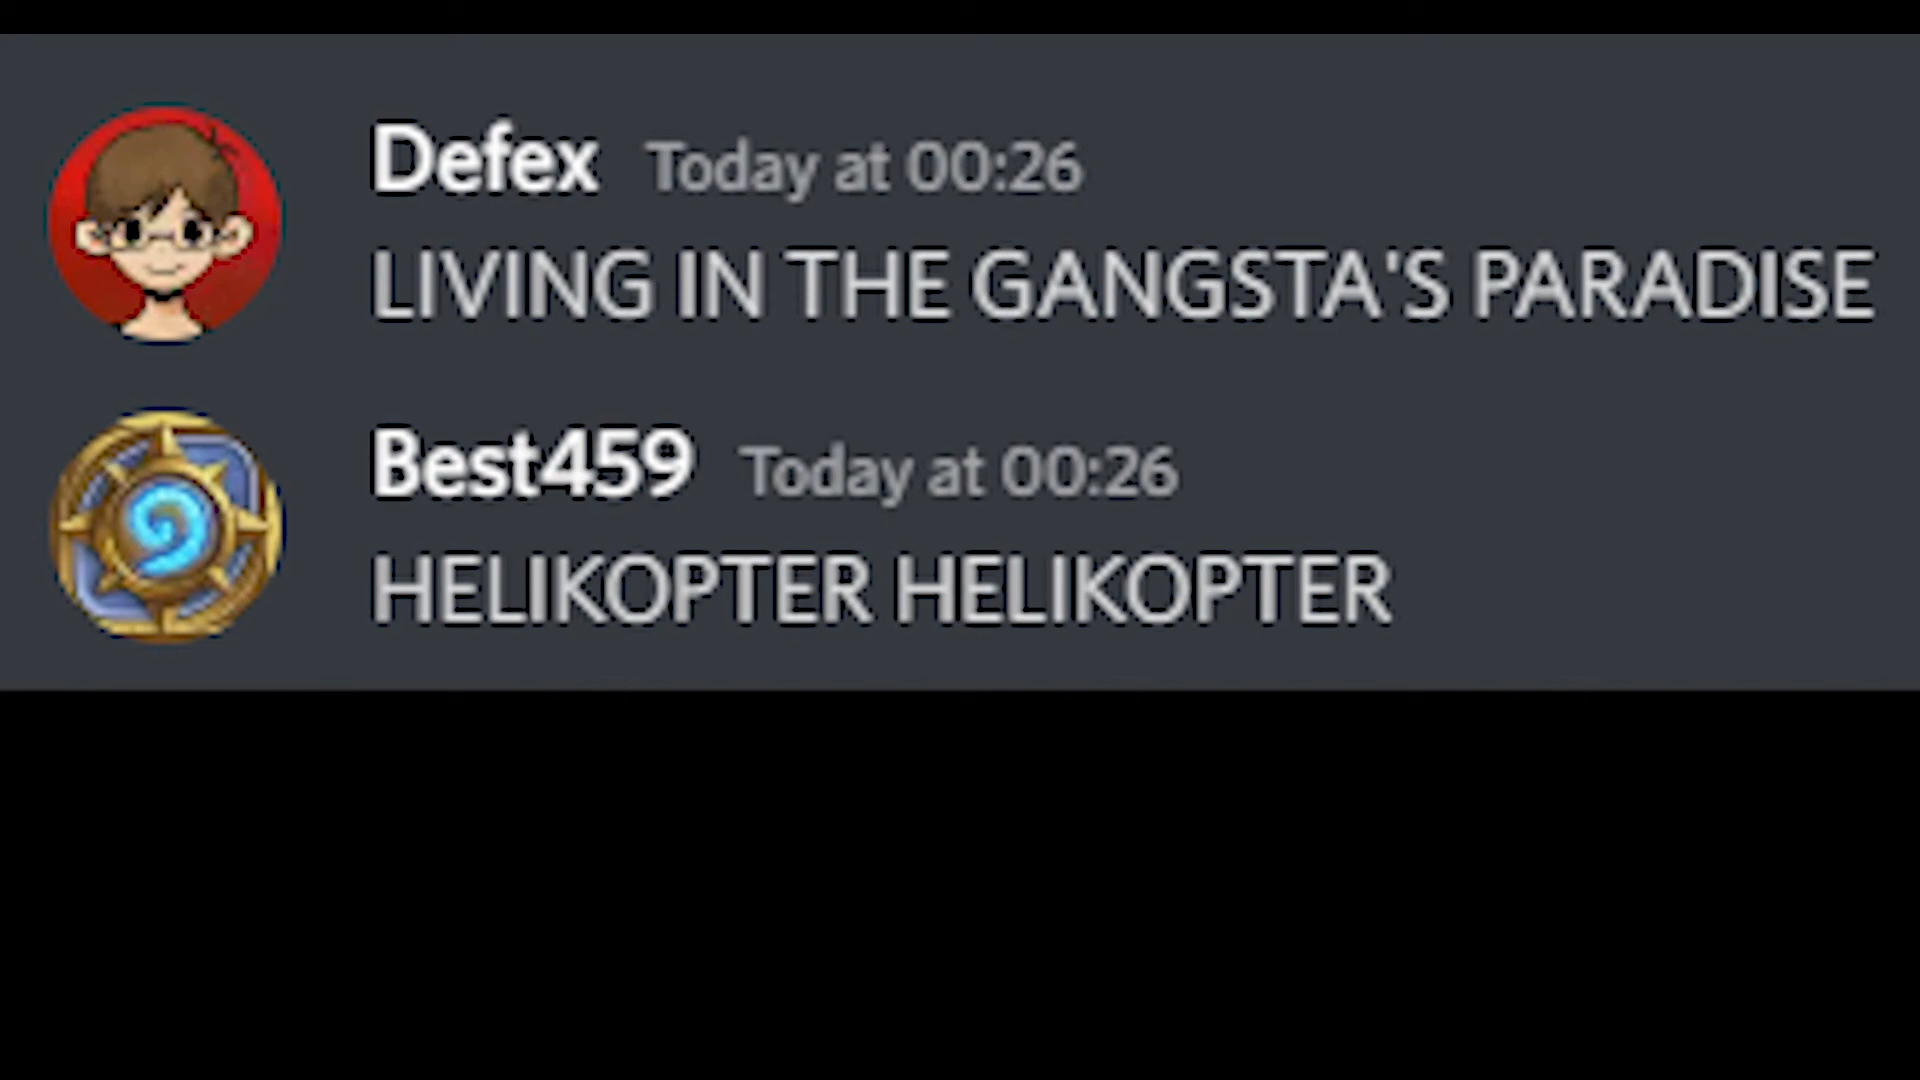 Defex Today at 00:26
LIVING IN THE GANGSTA'S PARADISE
Best459 Today at 00:26
HELIKOPTER HELIKOPTER